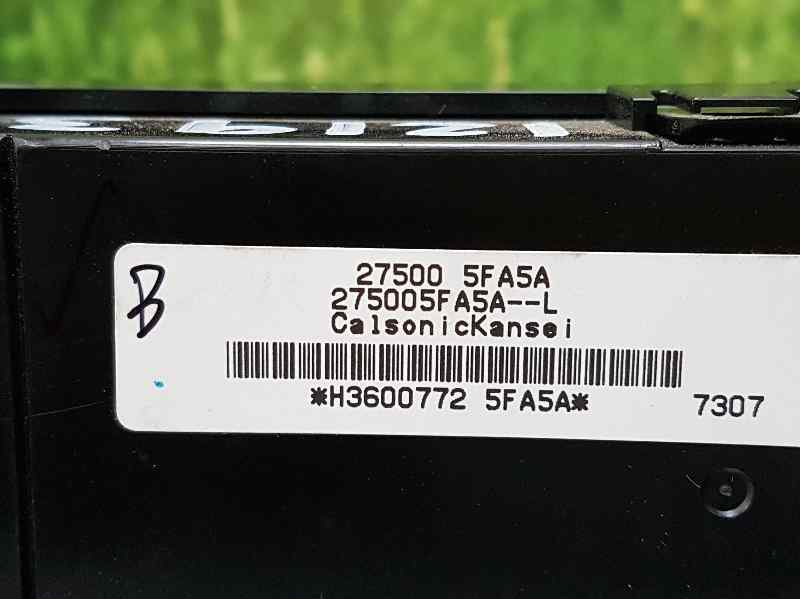 B
27500 5FA5A
275005FA5A--L
CalsonicKansei
*H3600772 5FA5A*
7307